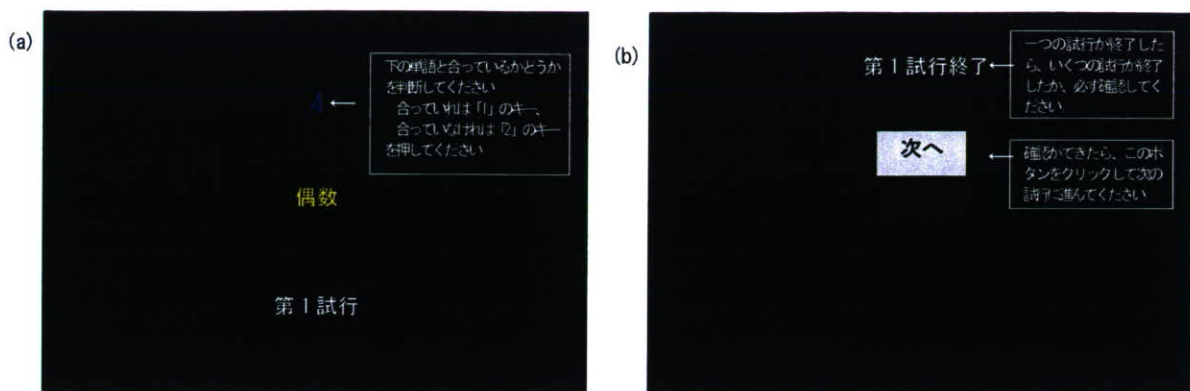 (a)
4 ←
下の単語と合っているかどうか
を判断してください
合っていれば「1」のキー、
合っていなければ「2」のキー
を押してください
偶数
第1試行
(b)
第1試行終了 ←
一つの試行が終了した
ら、いくつの試行が終了
したか、必ず確認してく
ださい
次へ
←
確認ができたら、このボ
タンをクリックして次の
試行に進んでください